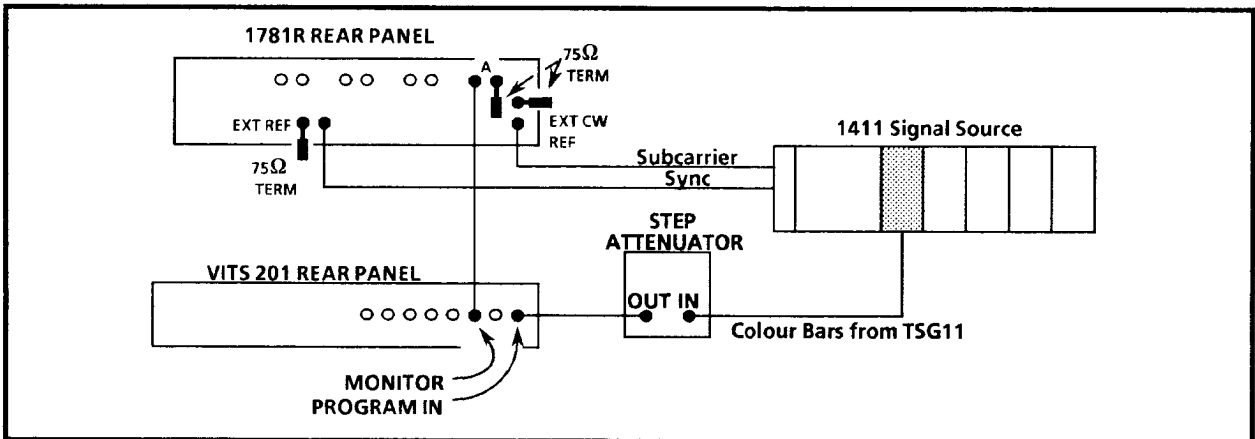 1781R REAR PANEL
A
75Ω
TERM
EXT REF
EXT CW
REF
75Ω
TERM
1411 Signal Source
Subcarrier
Sync
STEP
ATTENUATOR
VITS 201 REAR PANEL
OUT IN
Colour Bars from TSG11
MONITOR
PROGRAM IN